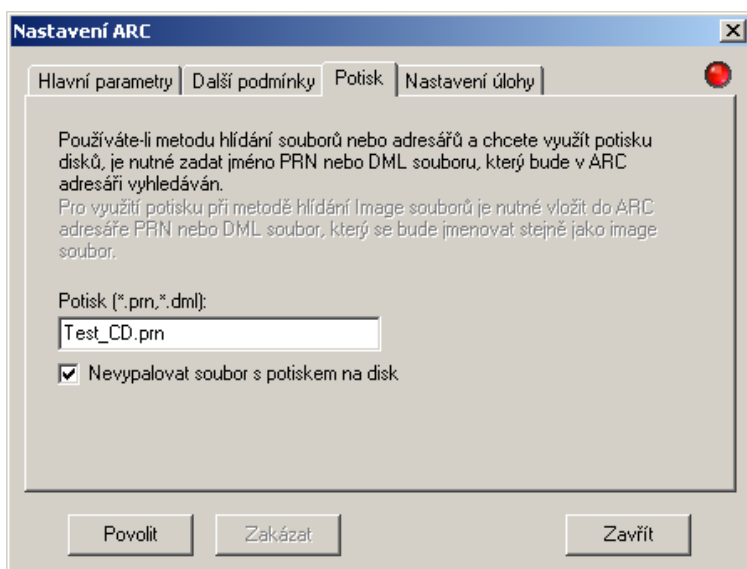 Nastavení ARC
Hlavní parametry
Další podmínky
Potisk
Nastavení úlohy
Používáte-li metodu hlídání souborů nebo adresářů a chcete využít potisku
disků, je nutné zadat jméno PRN nebo DML souboru, který bude v ARC
adresáři vyhledáván.
Pro využití potisku při metodě hlídání Image souborů je nutné vložit do ARC
adresáře PRN nebo DML soubor, který se bude jmenovat stejně jako image
soubor.
Potisk (*.prn,*.dml):
Test_CD.prn
Nevypalovat soubor s potiskem na disk
Povolit
Zakázat
Zavřít